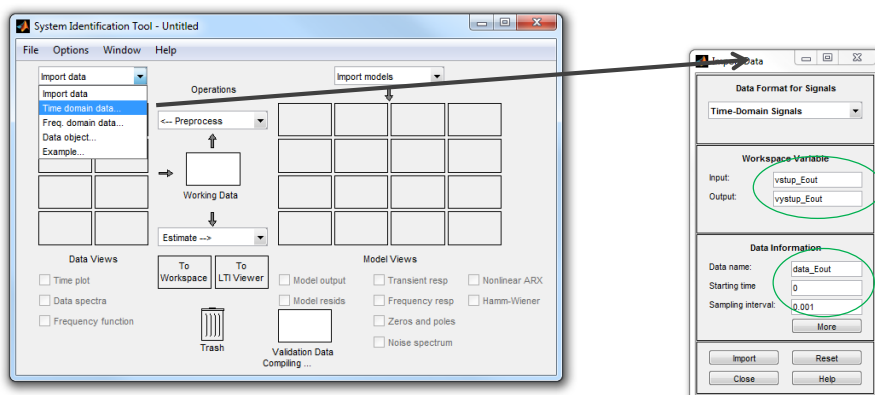 System Identification Tool - Untitled
File Options Window Help
Import data
Import data
Time domain data...
Freq. domain data...
Data object...
Example...
Operations
<-- Preprocess
Working Data
Estimate -->
Import models
Data Views
Time plot
Data spectra
Frequency function
To Workspace
To LTI Viewer
Trash
Model Views
Model output
Transient resp
Nonlinear ARX
Model resids
Frequency resp
Hamm-Wiener
Zeros and poles
Noise spectrum
Validation Data
Compiling ...
Import Data
Data Format for Signals
Time-Domain Signals
Workspace Variable
Input: vstup_Eout
Output: vystup_Eout
Data Information
Data name: data_Eout
Starting time 0
Sampling interval: 0.001
More
Import Reset
Close Help